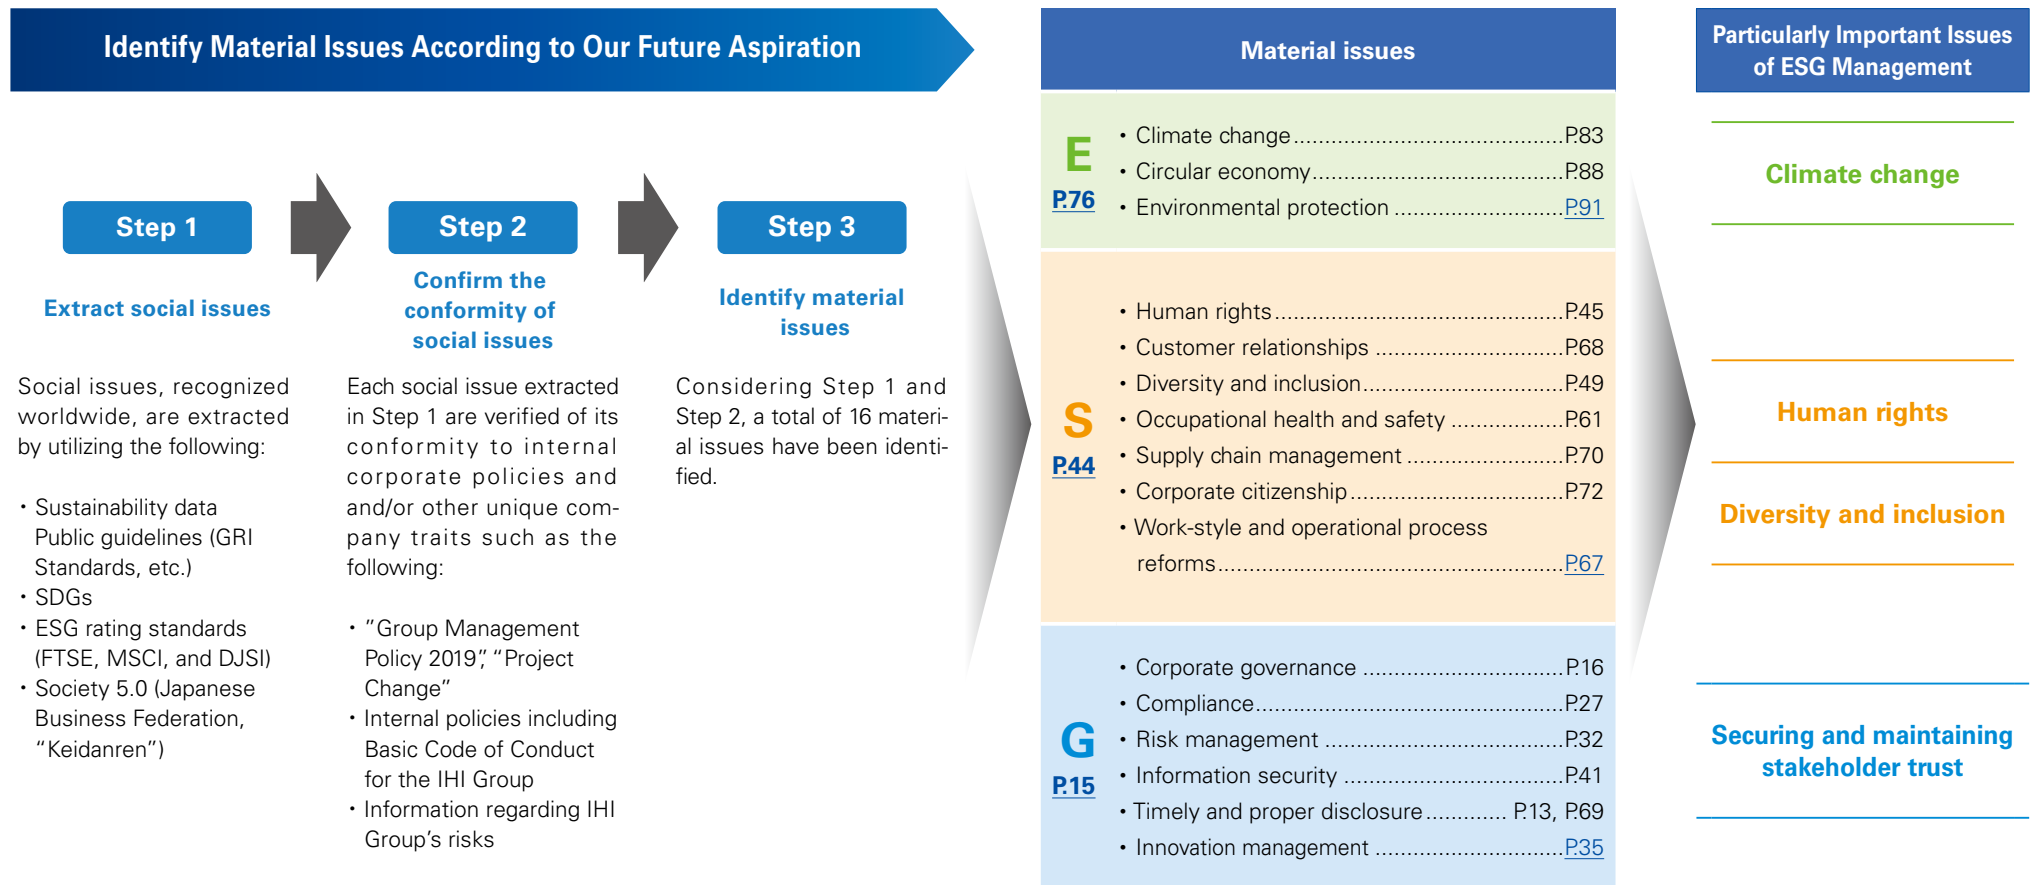 Identify Material Issues According to Our Future Aspiration
Step 1
Extract social issues
Social issues, recognized
worldwide, are extracted
by utilizing the following:
・Sustainability data
Public guidelines (GRI
Standards, etc.)
・SDGs
・ESG rating standards
(FTSE, MSCI, and DJSI)
・Society 5.0 (Japanese
Business Federation,
“Keidanren”)
Step 2
Confirm the
conformity of
social issues
Each social issue extracted
in Step 1 are verified of its
conformity to internal
corporate policies and
and/or other unique com-
pany traits such as the
following:
・”Group Management
Policy 2019”, “Project
Change”
・Internal policies including
Basic Code of Conduct
for the IHI Group
・Information regarding IHI
Group’s risks
Step 3
Identify material
issues
Considering Step 1 and
Step 2, a total of 16 materi-
al issues have been identi-
fied.
Material issues
E
P.76
・Climate change...........................................P.83
・Circular economy........................................P.88
・Environmental protection ...........................P.91
S
P.44
・Human rights..............................................P.45
・Customer relationships ..............................P.68
・Diversity and inclusion................................P.49
・Occupational health and safety ..................P.61
・Supply chain management .........................P.70
・Corporate citizenship..................................P.72
・Work-style and operational process
reforms.......................................................P.67
G
P.15
・Corporate governance ................................P.16
・Compliance.................................................P.27
・Risk management ......................................P.32
・Information security ...................................P.41
・Timely and proper disclosure............. P.13, P.69
・Innovation management ..............................P.35
Particularly Important Issues
of ESG Management
Climate change
Human rights
Diversity and inclusion
Securing and maintaining
stakeholder trust